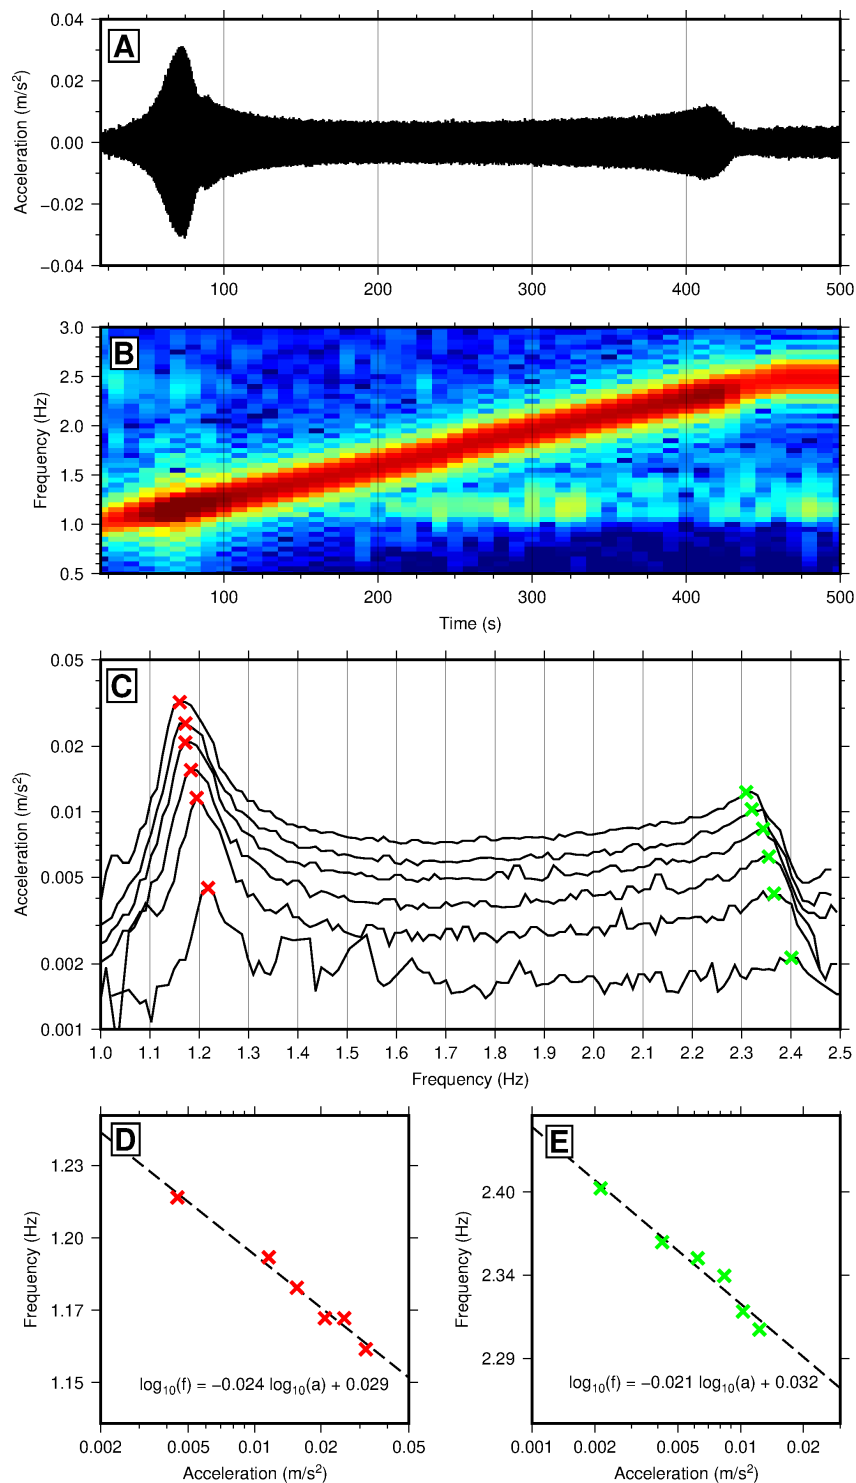 A
0.04
0.02
0.00
−0.02
−0.04
Acceleration (m/s²)
100 200 300 400 500
B
3.0
2.5
2.0
1.5
1.0
0.5
Frequency (Hz)
100 200 300 400 500
Time (s)
C
0.05
0.02
0.01
0.005
0.002
0.001
Acceleration (m/s²)
1.0 1.1 1.2 1.3 1.4 1.5 1.6 1.7 1.8 1.9 2.0 2.1 2.2 2.3 2.4 2.5
Frequency (Hz)
D
1.23
1.20
1.17
1.15
Frequency (Hz)
log₁₀(f) = −0.024 log₁₀(a) + 0.029
0.002 0.005 0.01 0.02 0.05
Acceleration (m/s²)
E
2.40
2.34
2.29
Frequency (Hz)
log₁₀(f) = −0.021 log₁₀(a) + 0.032
0.001 0.002 0.005 0.01 0.02
Acceleration (m/s²)